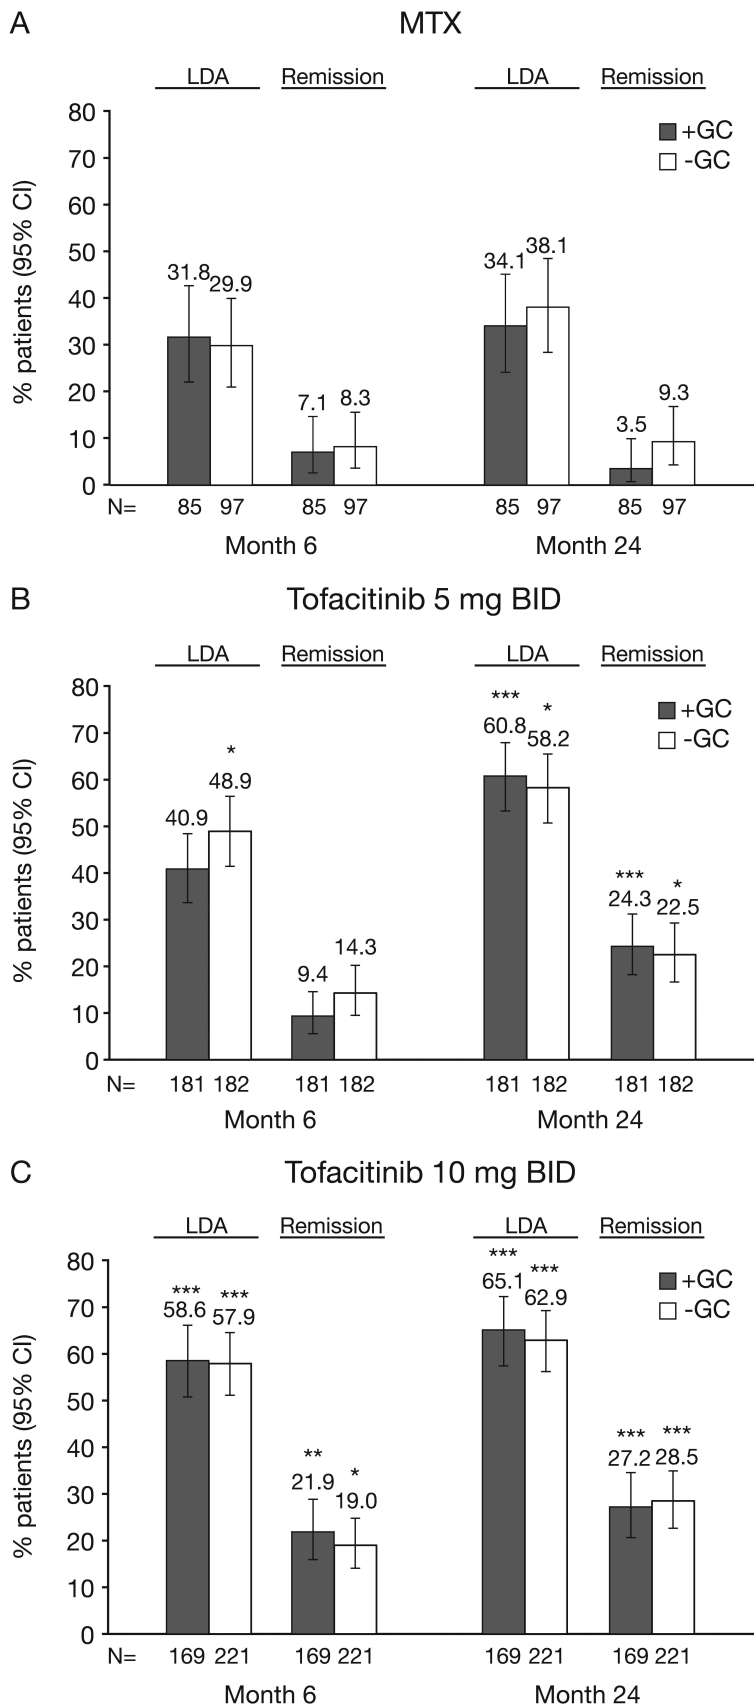 A
MTX
LDA Remission LDA Remission
80
70
60
50
40
30
20
10
0
% patients (95% CI)
+GC
-GC
31.8 29.9 7.1 8.3 34.1 38.1 3.5 9.3
N= 85 97 85 97 85 97 85 97
Month 6 Month 24
B
Tofacitinib 5 mg BID
LDA Remission LDA Remission
80
70
60
50
40
30
20
10
0
% patients (95% CI)
+GC
-GC
* *** * *** *
40.9 48.9 9.4 14.3 60.8 58.2 24.3 22.5
N= 181 182 181 182 181 182 181 182
Month 6 Month 24
C
Tofacitinib 10 mg BID
LDA Remission LDA Remission
80
70
60
50
40
30
20
10
0
% patients (95% CI)
+GC
-GC
*** *** ** * *** *** *** ***
58.6 57.9 21.9 19.0 65.1 62.9 27.2 28.5
N= 169 221 169 221 169 221 169 221
Month 6 Month 24